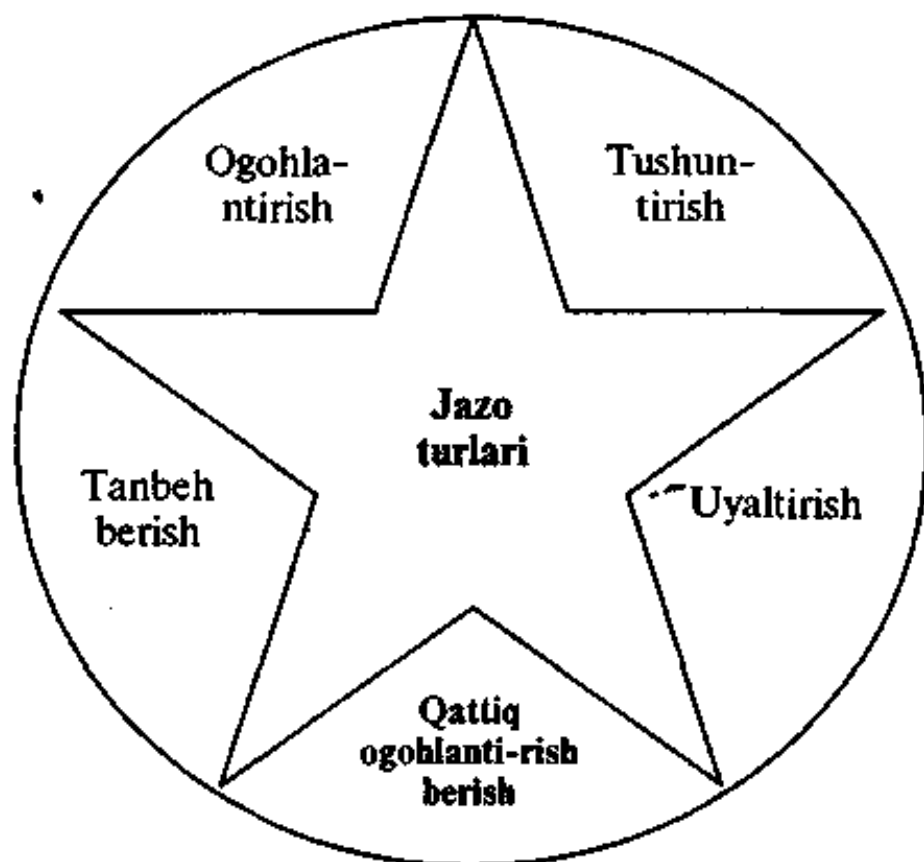 Ogohla-
ntirish
Tushun-
tirish
Jazo
turlari
Tanbeh
berish
Uyaltirish
Qattiq
ogohlanti-rish
berish